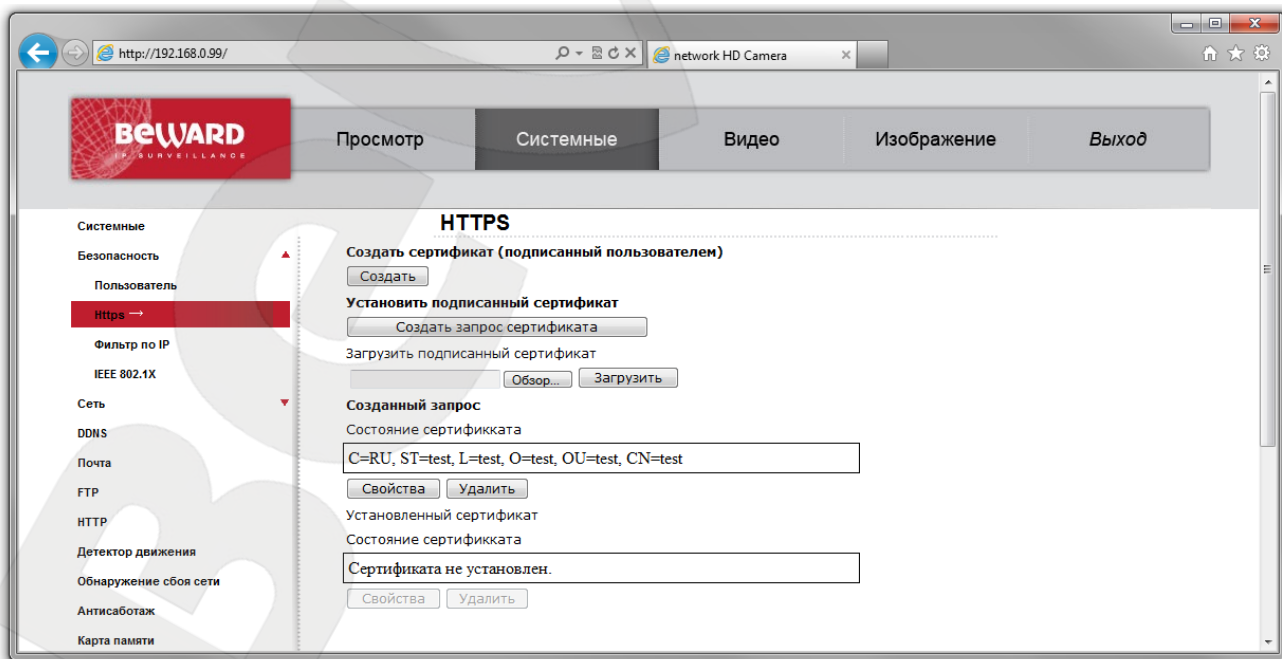 http://192.168.0.99/
network HD Camera
BEWARD
IP SURVEILLANCE
Просмотр
Системные
Видео
Изображение
Выход
Системные
Безопасность
Пользователь
Https →
Фильтр по IP
IEEE 802.1X
Сеть
DDNS
Почта
FTP
HTTP
Детектор движения
Обнаружение сбоя сети
Антисаботаж
Карта памяти
HTTPS
Создать сертификат (подписанный пользователем)
Создать
Установить подписанный сертификат
Создать запрос сертификата
Загрузить подписанный сертификат
Обзор... Загрузить
Созданный запрос
Состояние сертификката
C=RU, ST=test, L=test, O=test, OU=test, CN=test
Свойства Удалить
Установленный сертификат
Состояние сертификката
Сертификата не установлен.
Свойства Удалить